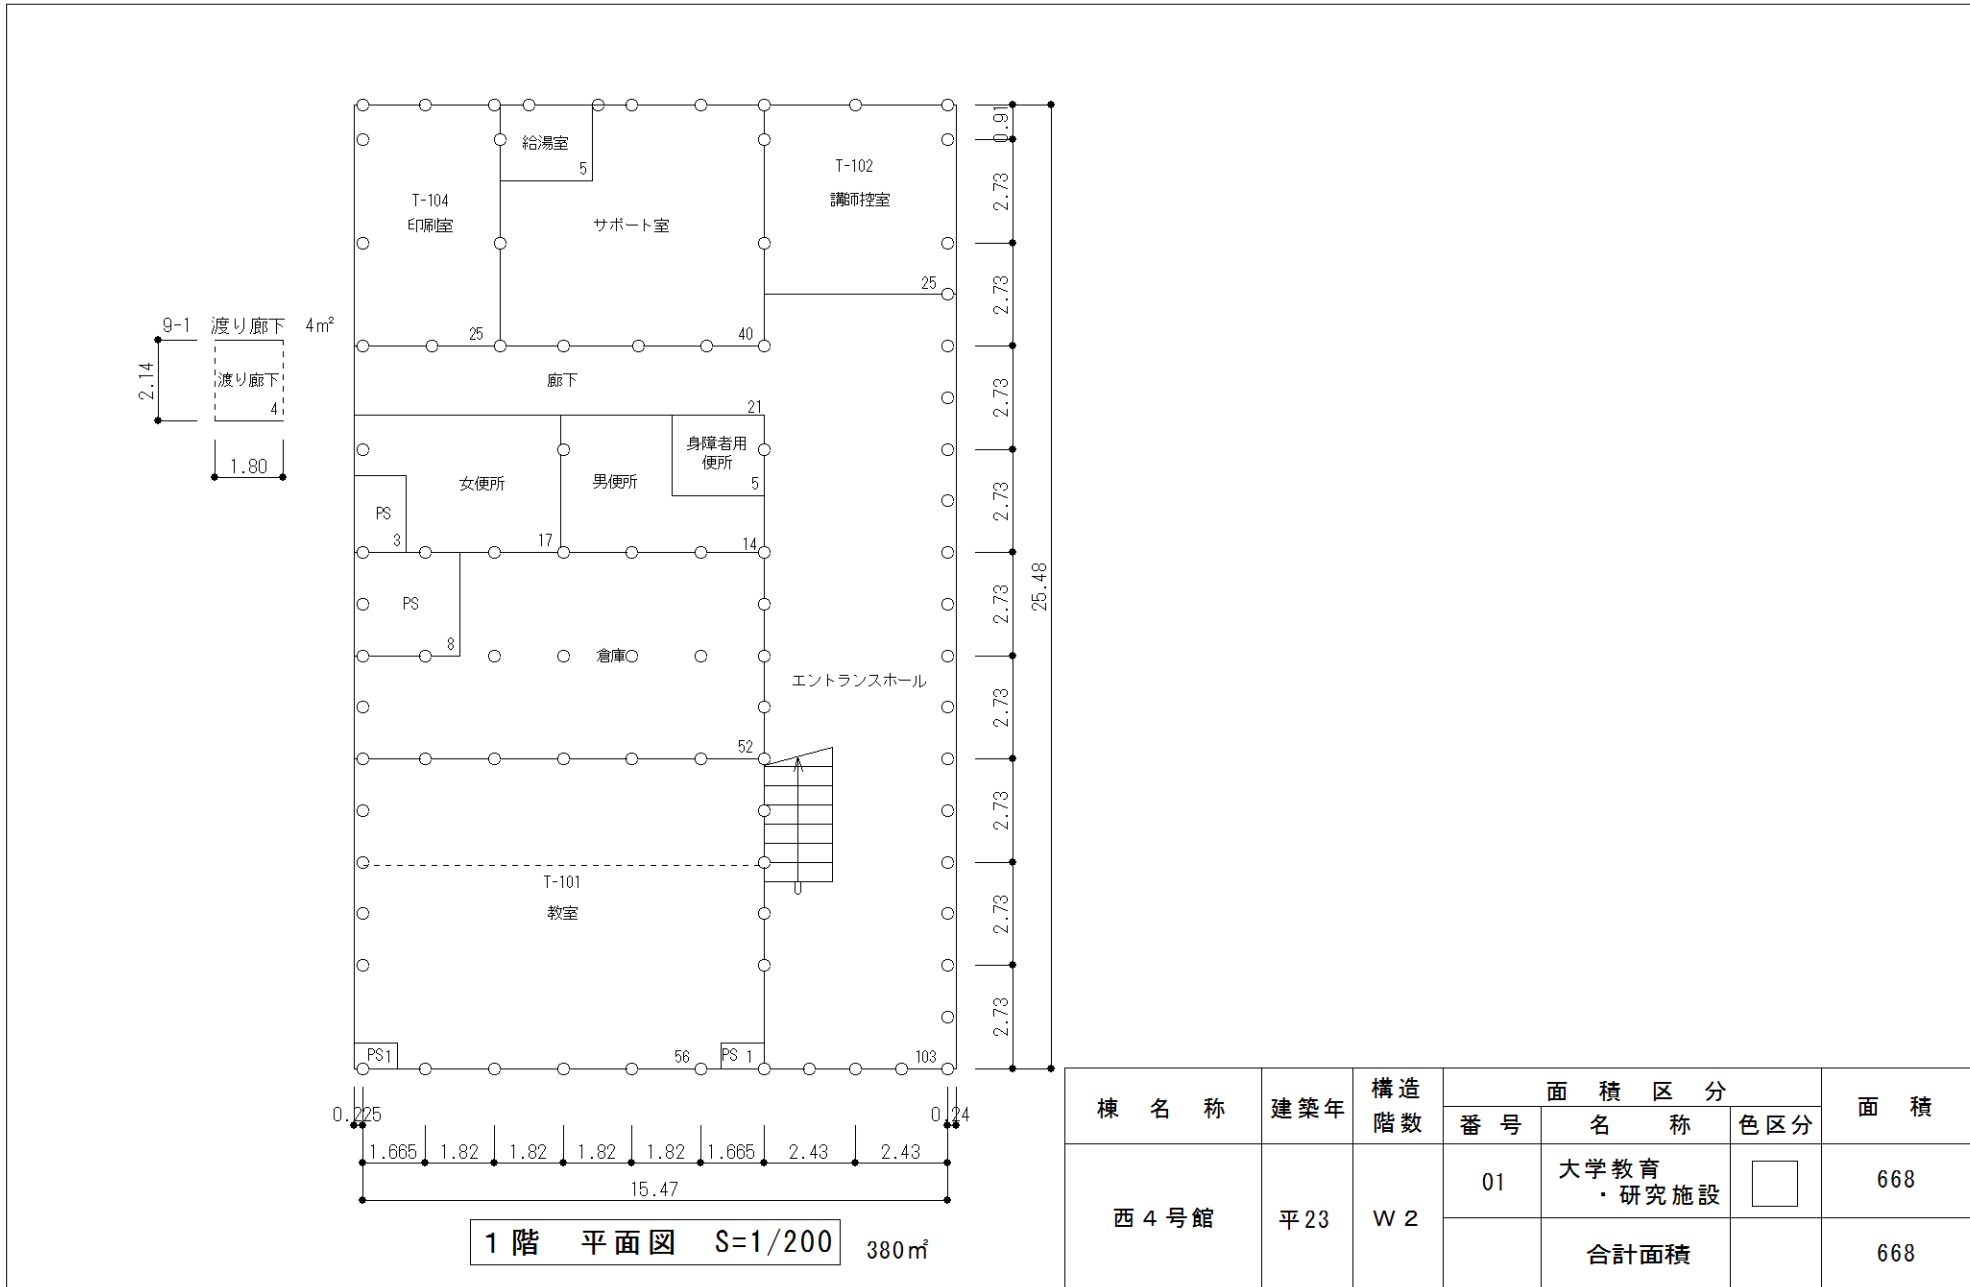 給湯室
5
T-102
講師控室
T-104
印刷室
サポート室
25
25
40
9-1 渡り廊下 4m²
渡り廊下
4
2.14
1.80
廊下
21
身障者用
便所
5
女便所
男便所
PS
3
17
14
PS
8
倉庫
エントランスホール
52
T-101
教室
PS1
56
PS 1
103
0.91
2.73
2.73
2.73
2.73
2.73
2.73
2.73
2.73
2.73
25.48
0.225
0.24
1.665
1.82
1.82
1.82
1.82
1.665
2.43
2.43
15.47
1階 平面図 S=1/200
380㎡
棟名称
建築年
構造
階数
面積区分
面積
番号
名称
色区分
西4号館
平23
W2
01
大学教育
・研究施設
668
合計面積
668